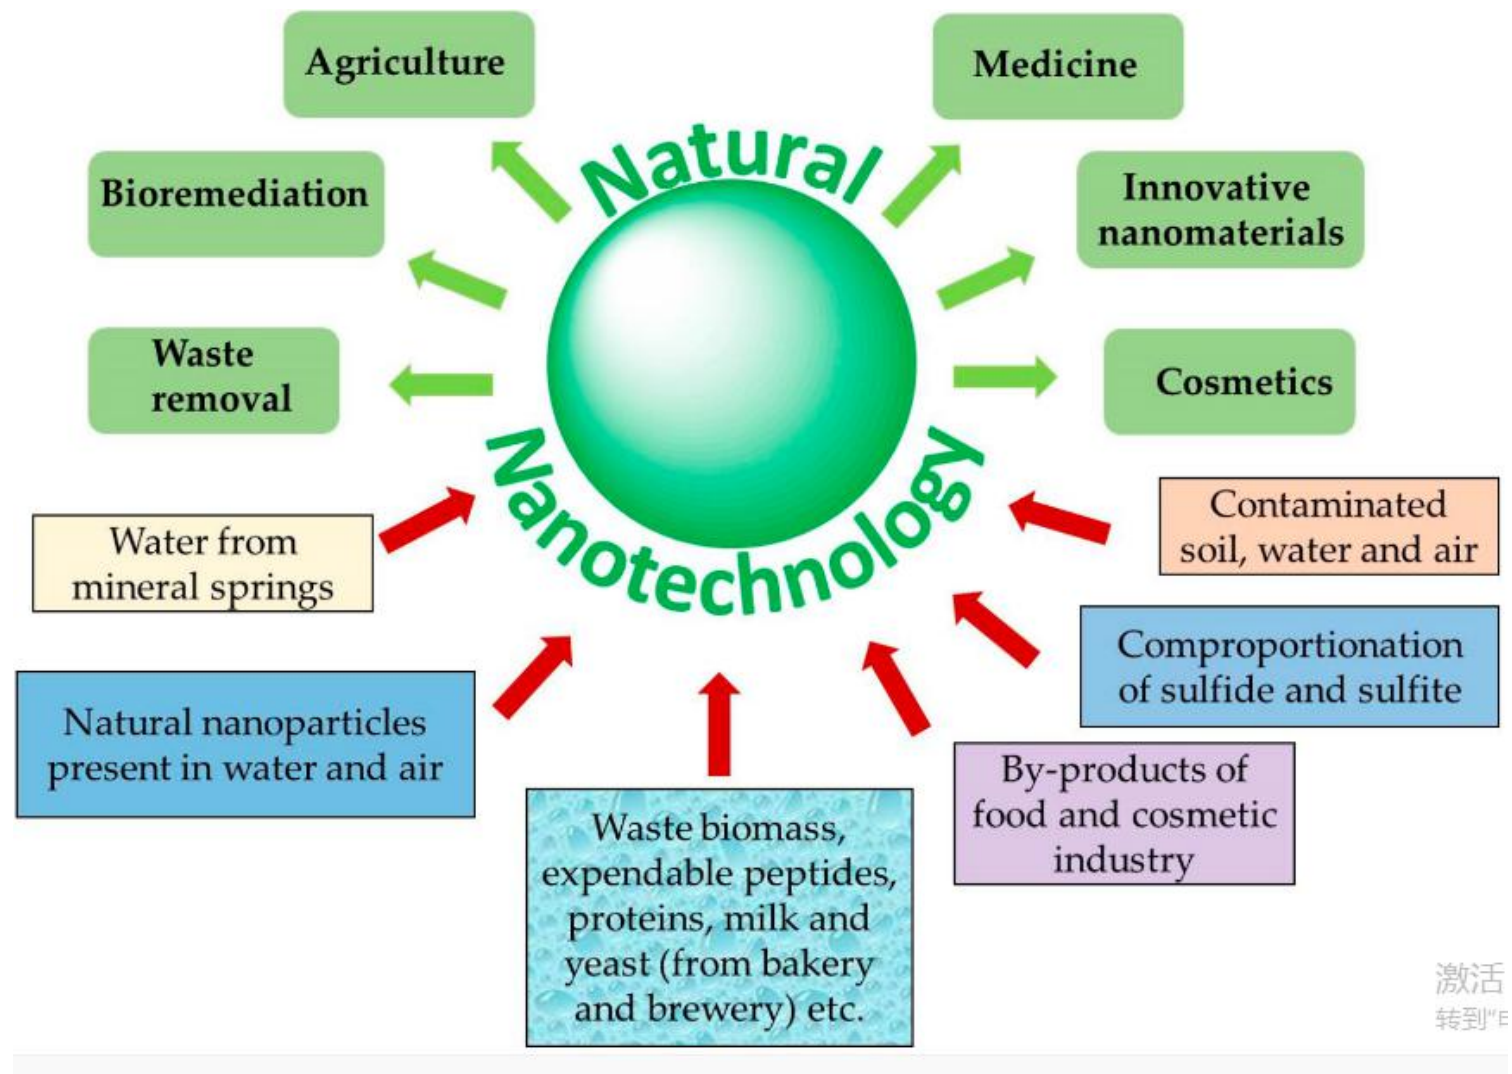 Agriculture
Medicine
Natural
Bioremediation
Innovative
nanomaterials
Waste
removal
Cosmetics
Nanotechnology
Water from
mineral springs
Contaminated
soil, water and air
Natural nanoparticles
present in water and air
Comproportionation
of sulfide and sulfite
By-products of
food and cosmetic
industry
Waste biomass,
expendable peptides,
proteins, milk and
yeast (from bakery
and brewery) etc.
激活
转到"